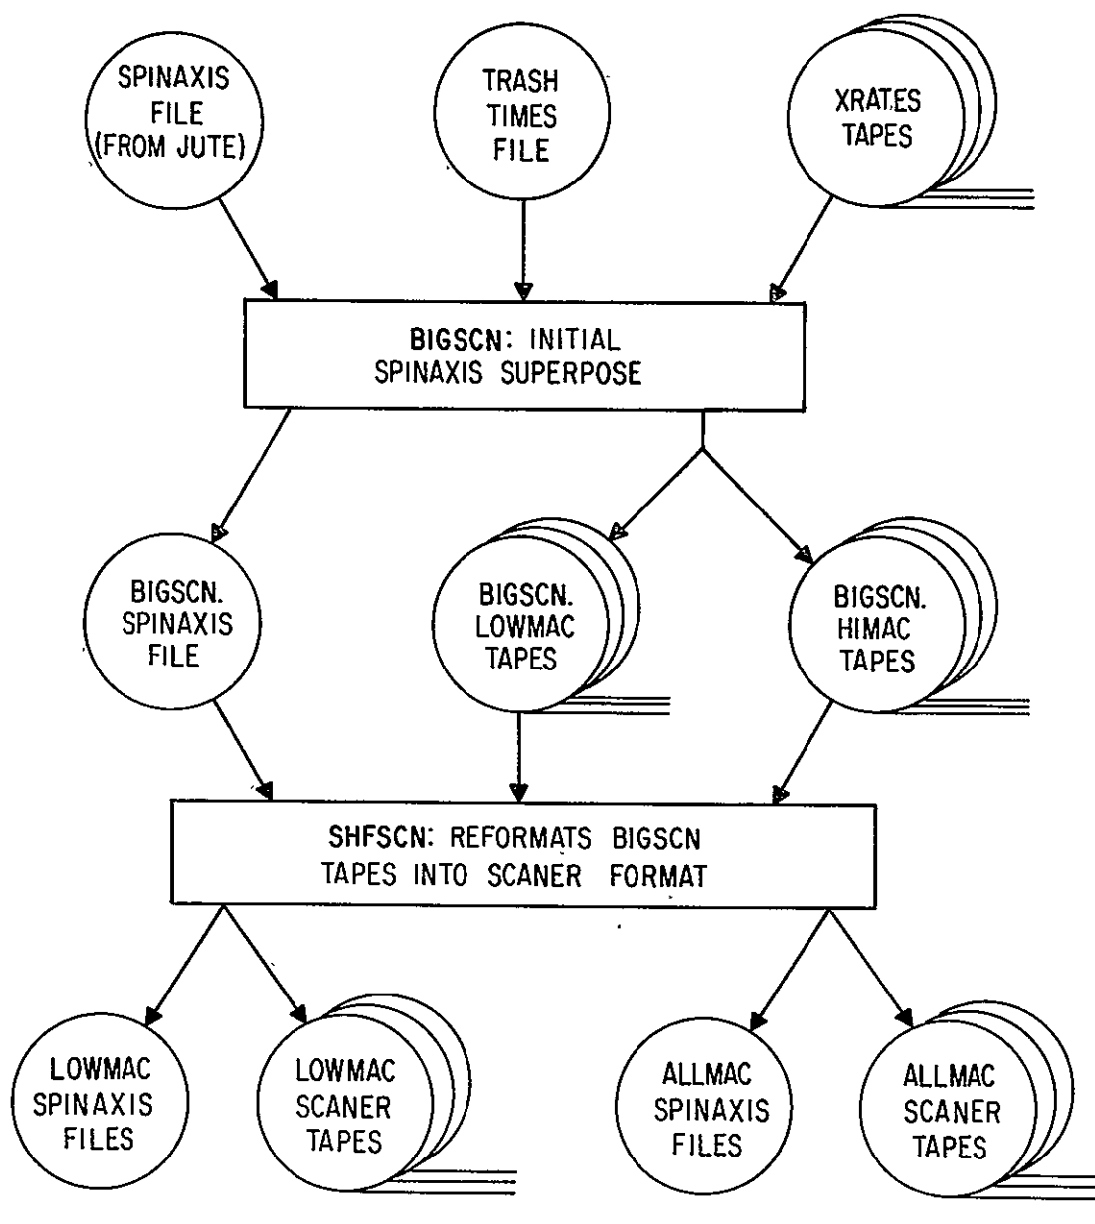 SPINAXIS
FILE
(FROM JUTE)
TRASH
TIMES
FILE
XRATES
TAPES
BIGSCN: INITIAL
SPINAXIS SUPERPOSE
BIGSCN.
SPINAXIS
FILE
BIGSCN.
LOWMAC
TAPES
BIGSCN.
HIMAC
TAPES
SHFSCN: REFORMATS BIGSCN
TAPES INTO SCANER FORMAT
LOWMAC
SPINAXIS
FILES
LOWMAC
SCANER
TAPES
ALLMAC
SPINAXIS
FILES
ALLMAC
SCANER
TAPES